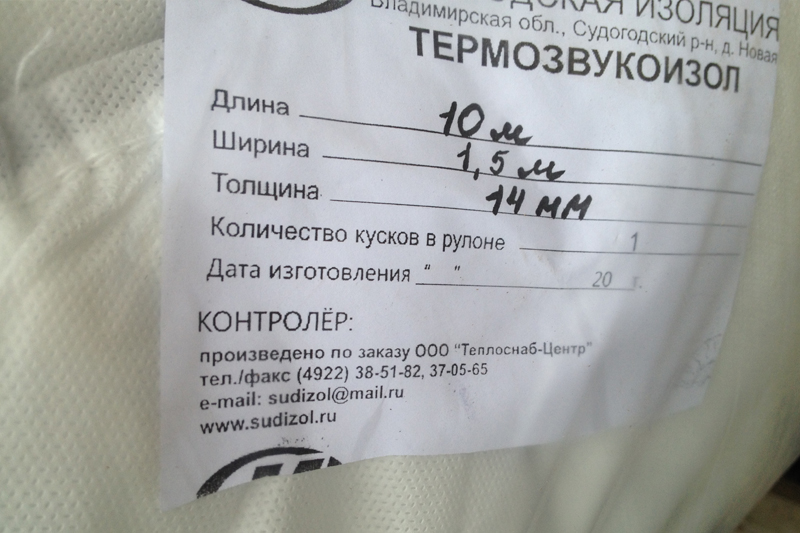 ДСКАЯ ИЗОЛЯЦИЯ
Владимирская обл., Судогодский р-н, д. Новая
ТЕРМОЗВУКОИЗОЛ
Длина 10 м
Ширина 1,5 м
Толщина 14 мм
Количество кусков в рулоне 1
Дата изготовления “ ” 20 г.
КОНТРОЛЁР:
произведено по заказу ООО “Теплоснаб-Центр”
тел./факс (4922) 38-51-82, 37-05-65
e-mail: sudizol@mail.ru
www.sudizol.ru